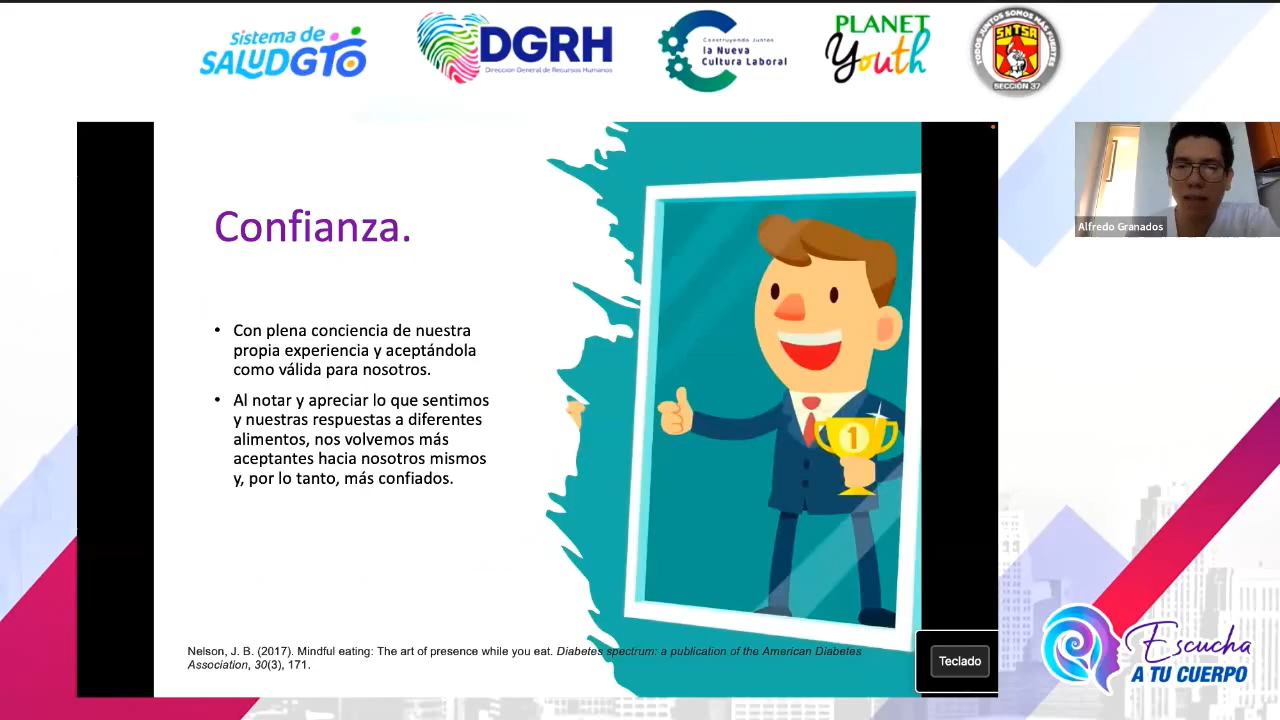 Sistema de
SALUDGTO
DGRH
Dirección General de Recursos Humanos
Construyendo Juntos
la Nueva
Cultura Laboral
PLANET
Youth
TODOS JUNTOS SOMOS MAS FUERTES
SNTSA
SECCIÓN 37
Alfredo Granados
Confianza.
• Con plena conciencia de nuestra
propia experiencia y aceptándola
como válida para nosotros.
• Al notar y apreciar lo que sentimos
y nuestras respuestas a diferentes
alimentos, nos volvemos más
aceptantes hacia nosotros mismos
y, por lo tanto, más confiados.
1
Nelson, J. B. (2017). Mindful eating: The art of presence while you eat. Diabetes spectrum: a publication of the American Diabetes
Association, 30(3), 171.
Teclado
Escucha
A TU CUERPO